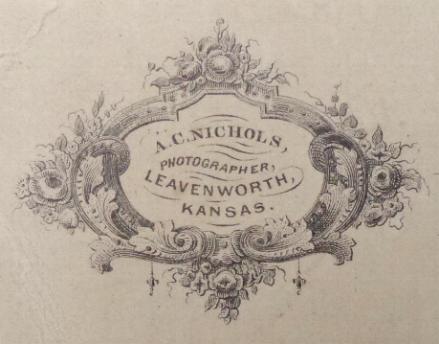 A. C. NICHOLS,
PHOTOGRAPHER,
LEAVENWORTH,
KANSAS.